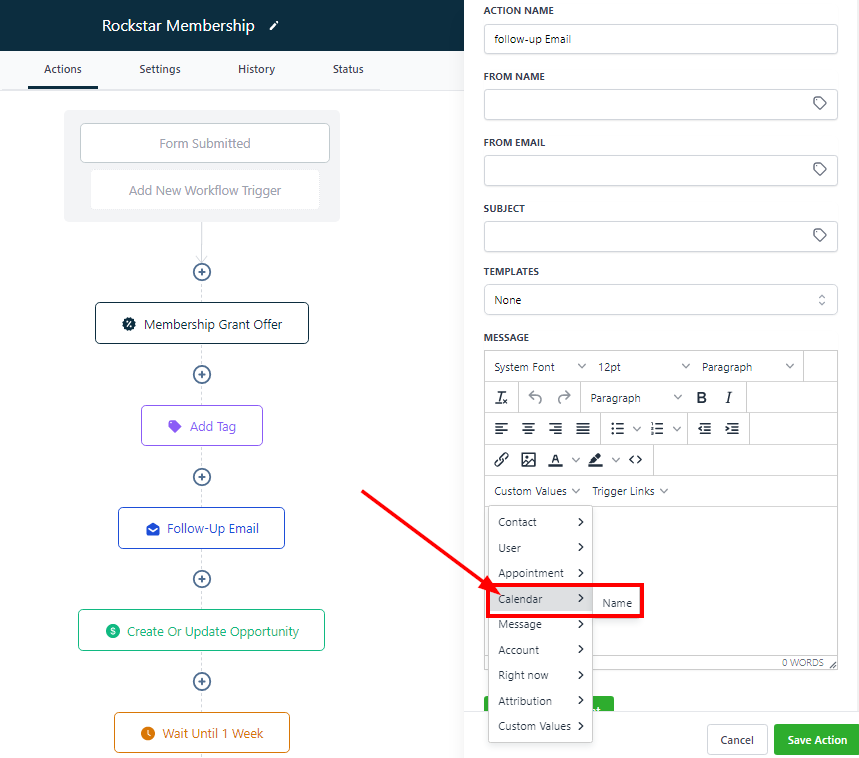 Rockstar Membership
Actions Settings History Status
Form Submitted
Add New Workflow Trigger
Membership Grant Offer
Add Tag
Follow-Up Email
Create Or Update Opportunity
Wait Until 1 Week
ACTION NAME
follow-up Email
FROM NAME
FROM EMAIL
SUBJECT
TEMPLATES
None
MESSAGE
System Font 12pt Paragraph
Paragraph B I
Custom Values Trigger Links
Contact
User
Appointment
Calendar Name
Message
Account
Right now
Attribution
Custom Values
0 WORDS
Cancel Save Action